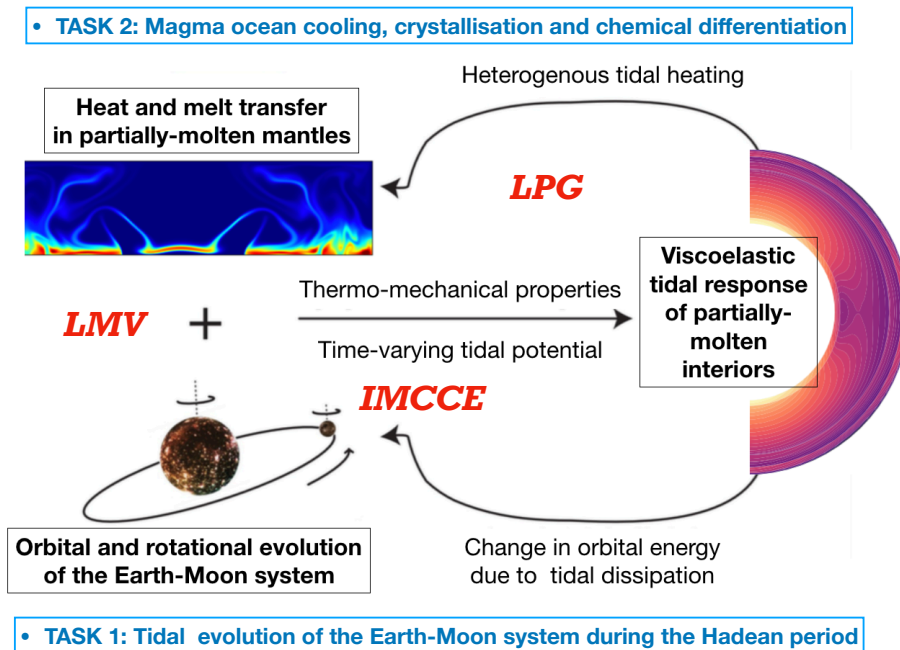 • TASK 2: Magma ocean cooling, crystallisation and chemical differentiation
Heterogenous tidal heating
Heat and melt transfer
in partially-molten mantles
LPG
Viscoelastic
tidal response
of partially-
molten
interiors
Thermo-mechanical properties
LMV
+
Time-varying tidal potential
IMCCE
Orbital and rotational evolution
of the Earth-Moon system
Change in orbital energy
due to tidal dissipation
• TASK 1: Tidal evolution of the Earth-Moon system during the Hadean period